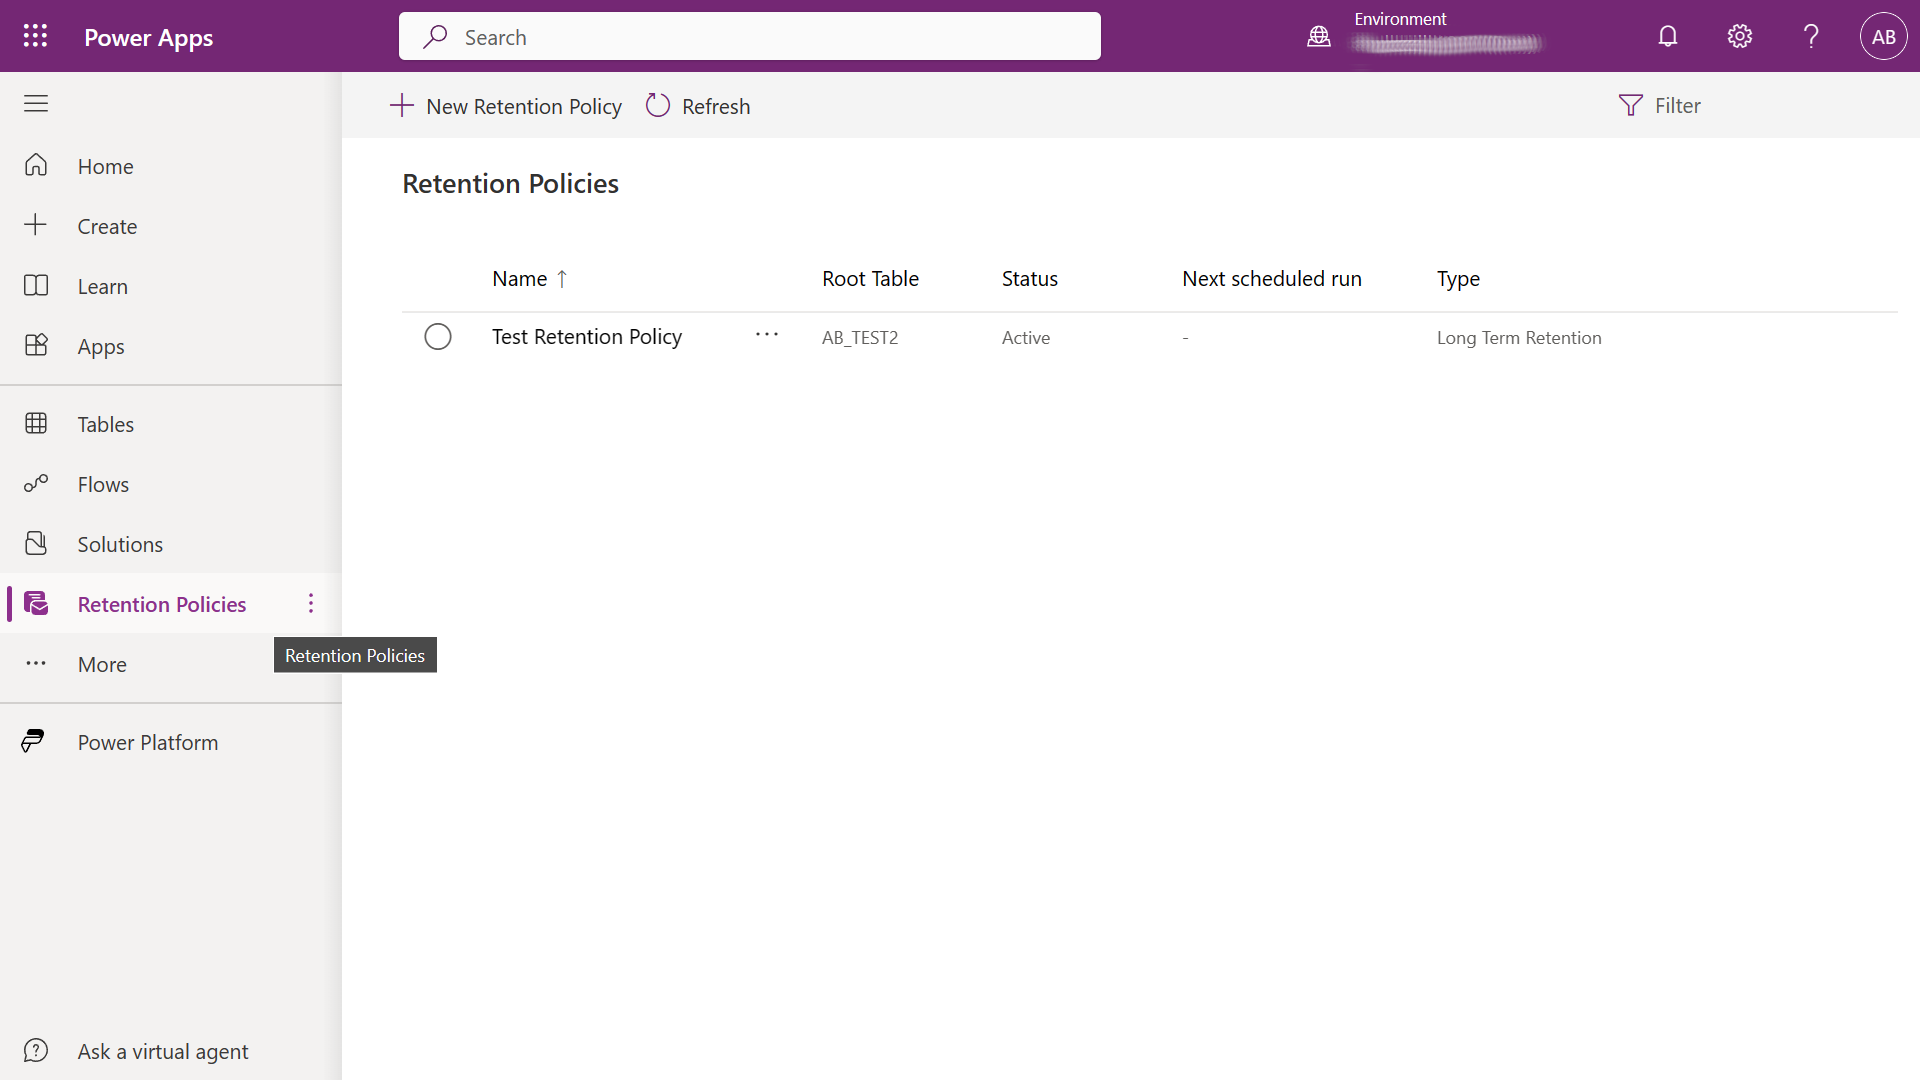 Power Apps
Search
Environment
AB
New Retention Policy
Refresh
Filter
Home
Create
Learn
Apps
Tables
Flows
Solutions
Retention Policies
More
Power Platform
Ask a virtual agent
Retention Policies
Retention Policies
Name ↑ Root Table Status Next scheduled run Type
Test Retention Policy ... AB_TEST2 Active - Long Term Retention